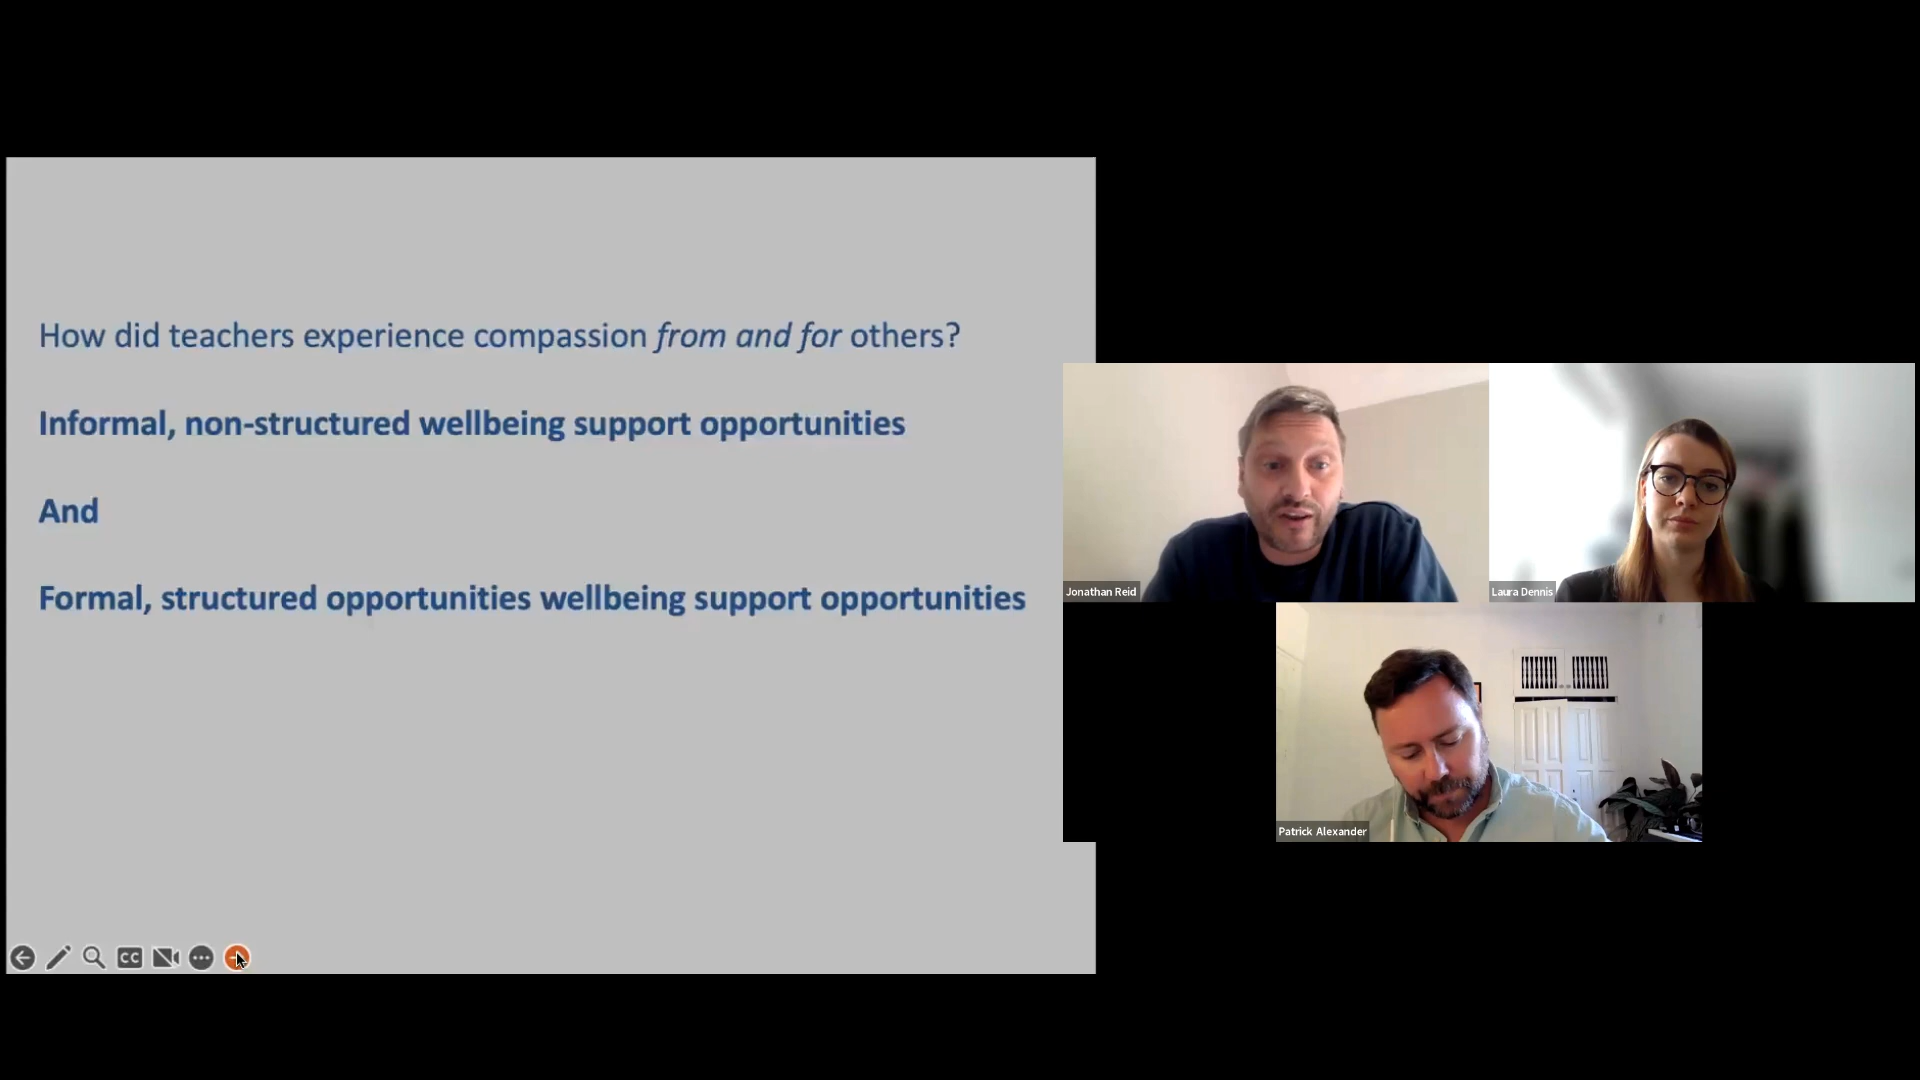 How did teachers experience compassion from and for others?
Informal, non-structured wellbeing support opportunities
And
Formal, structured opportunities wellbeing support opportunities
Jonathan Reid
Laura Dennis
Patrick Alexander
CC